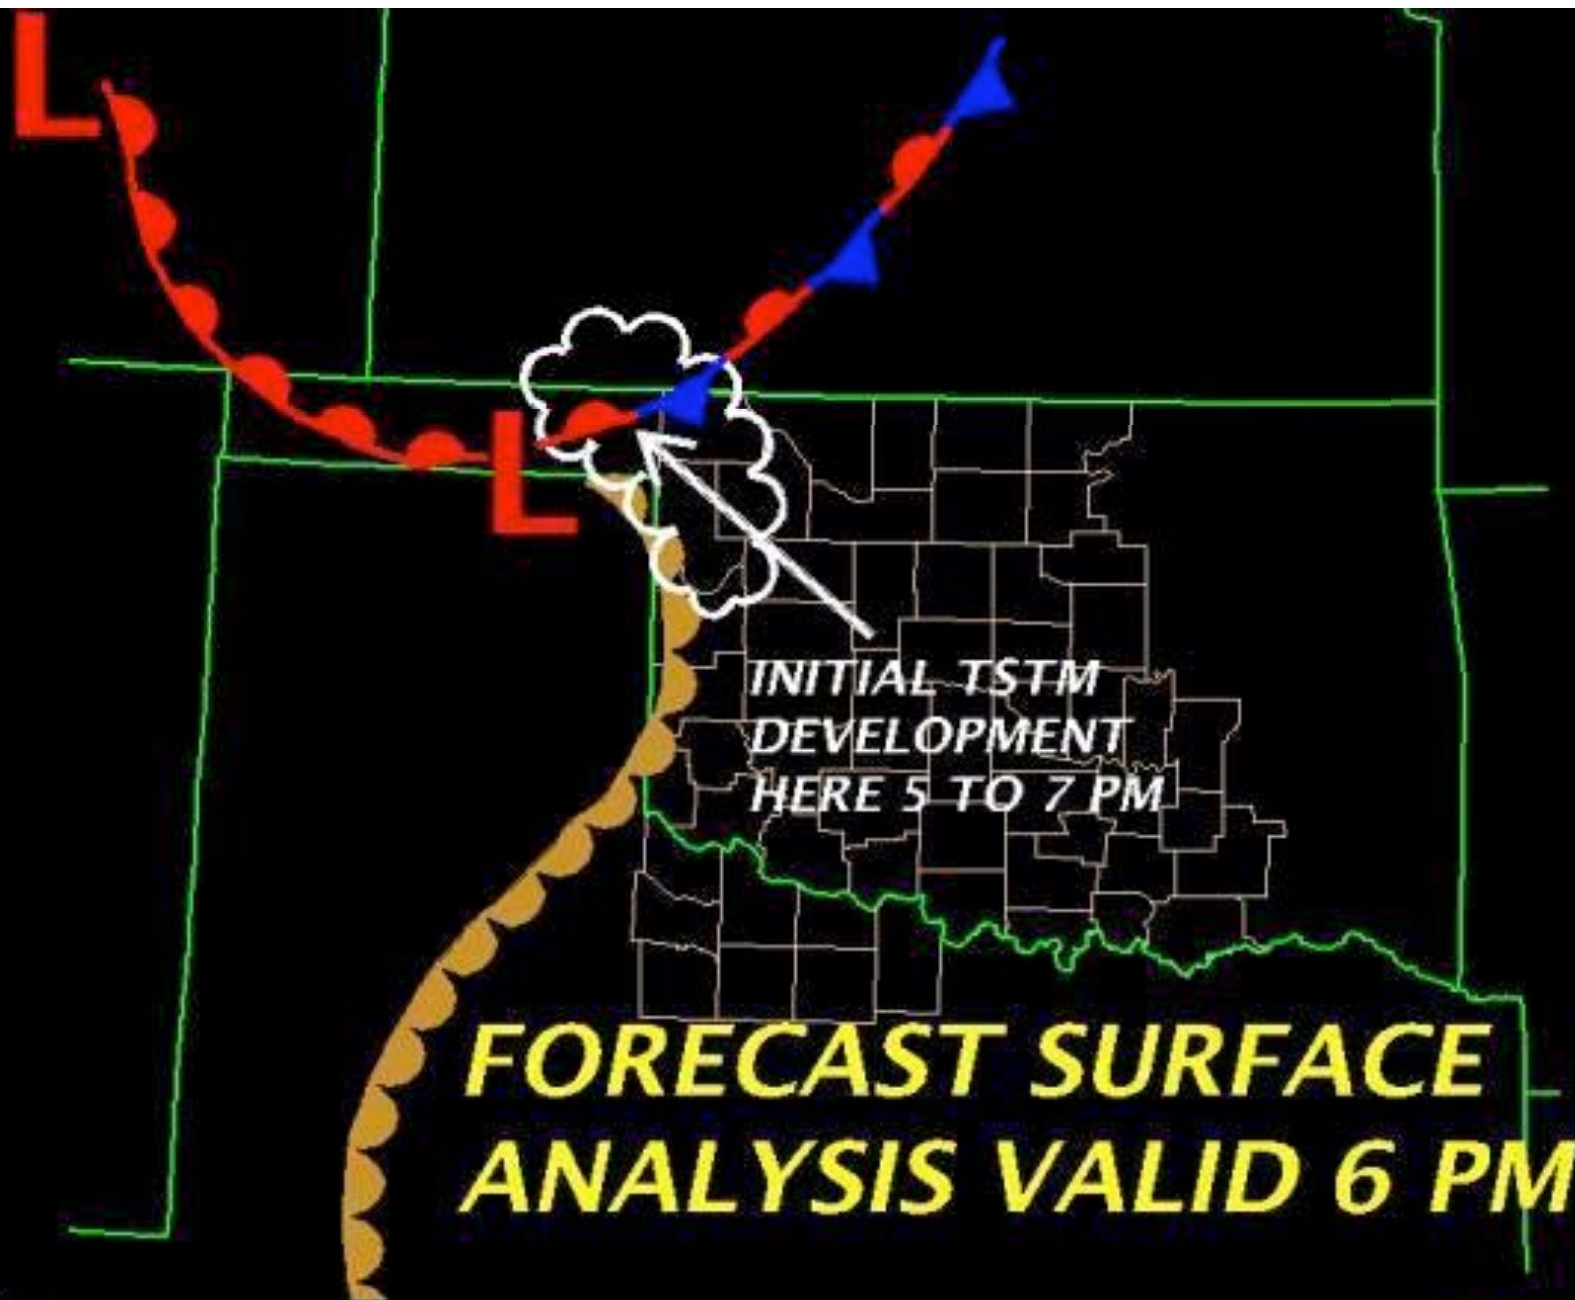 L
L
INITIAL TSTM
DEVELOPMENT
HERE 5 TO 7 PM
FORECAST SURFACE
ANALYSIS VALID 6 PM